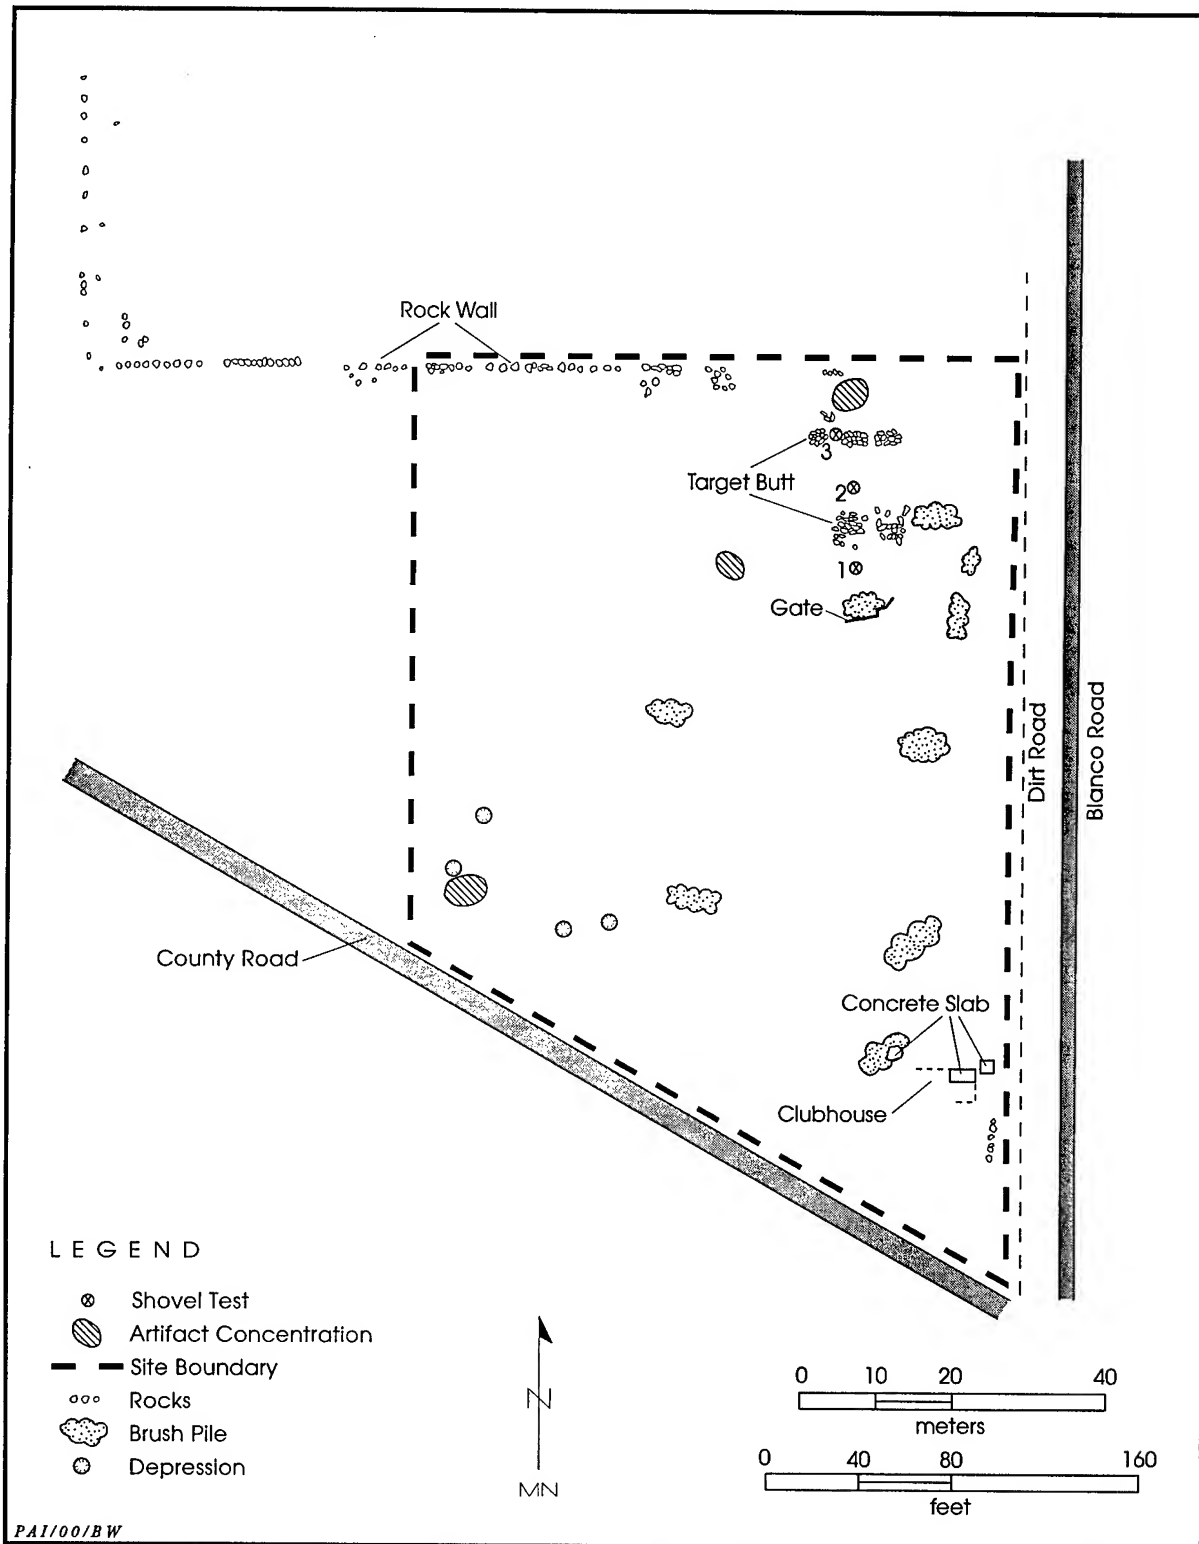 Rock Wall
3
Target Butt
2
1
Gate
Dirt Road
Blanco Road
County Road
Concrete Slab
Clubhouse
LEGEND
Shovel Test
Artifact Concentration
Site Boundary
Rocks
Brush Pile
Depression
N
MN
0 10 20 40
meters
0 40 80 160
feet
PAI/00/BW